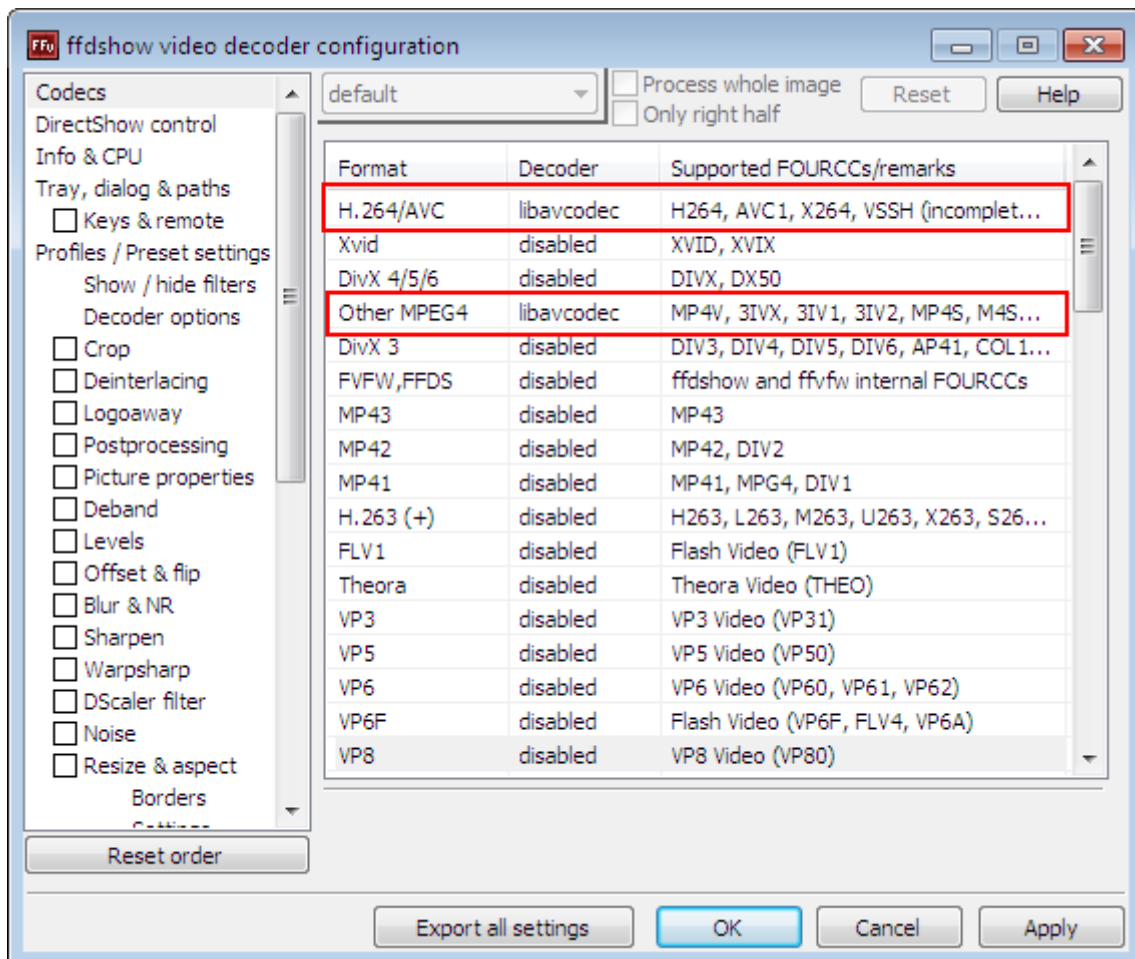 FFv ffdshow video decoder configuration
Codecs
DirectShow control
Info & CPU
Tray, dialog & paths
Keys & remote
Profiles / Preset settings
Show / hide filters
Decoder options
Crop
Deinterlacing
Logoaway
Postprocessing
Picture properties
Deband
Levels
Offset & flip
Blur & NR
Sharpen
Warpsharp
DScaler filter
Noise
Resize & aspect
Borders
Reset order
default
Process whole image
Only right half
Reset
Help
Format Decoder Supported FOURCCs/remarks
H.264/AVC libavcodec H264, AVC1, X264, VSSH (incomplet...
Xvid disabled XVID, XVIX
DivX 4/5/6 disabled DIVX, DX50
Other MPEG4 libavcodec MP4V, 3IVX, 3IV1, 3IV2, MP4S, M4S...
DivX 3 disabled DIV3, DIV4, DIV5, DIV6, AP41, COL1...
FVFW,FFDS disabled ffdshow and ffvfw internal FOURCCs
MP43 disabled MP43
MP42 disabled MP42, DIV2
MP41 disabled MP41, MPG4, DIV1
H.263 (+) disabled H263, L263, M263, U263, X263, S26...
FLV1 disabled Flash Video (FLV1)
Theora disabled Theora Video (THEO)
VP3 disabled VP3 Video (VP31)
VP5 disabled VP5 Video (VP50)
VP6 disabled VP6 Video (VP60, VP61, VP62)
VP6F disabled Flash Video (VP6F, FLV4, VP6A)
VP8 disabled VP8 Video (VP80)
Export all settings
OK
Cancel
Apply